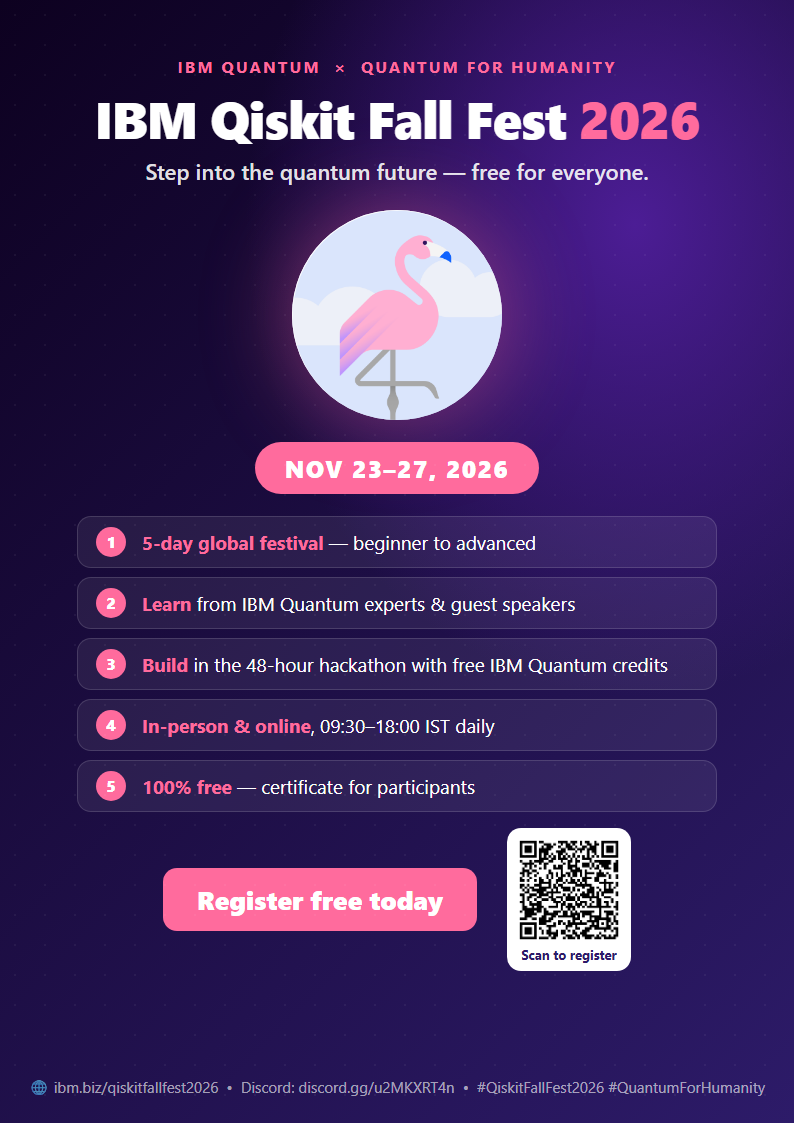 IBM QUANTUM × QUANTUM FOR HUMANITY
IBM Qiskit Fall Fest 2026
Step into the quantum future — free for everyone.
NOV 23–27, 2026
1 5-day global festival — beginner to advanced
2 Learn from IBM Quantum experts & guest speakers
3 Build in the 48-hour hackathon with free IBM Quantum credits
4 In-person & online, 09:30–18:00 IST daily
5 100% free — certificate for participants
Register free today
Scan to register
ibm.biz/qiskitfallfest2026 • Discord: discord.gg/u2MKXRT4n • #QiskitFallFest2026 #QuantumForHumanity